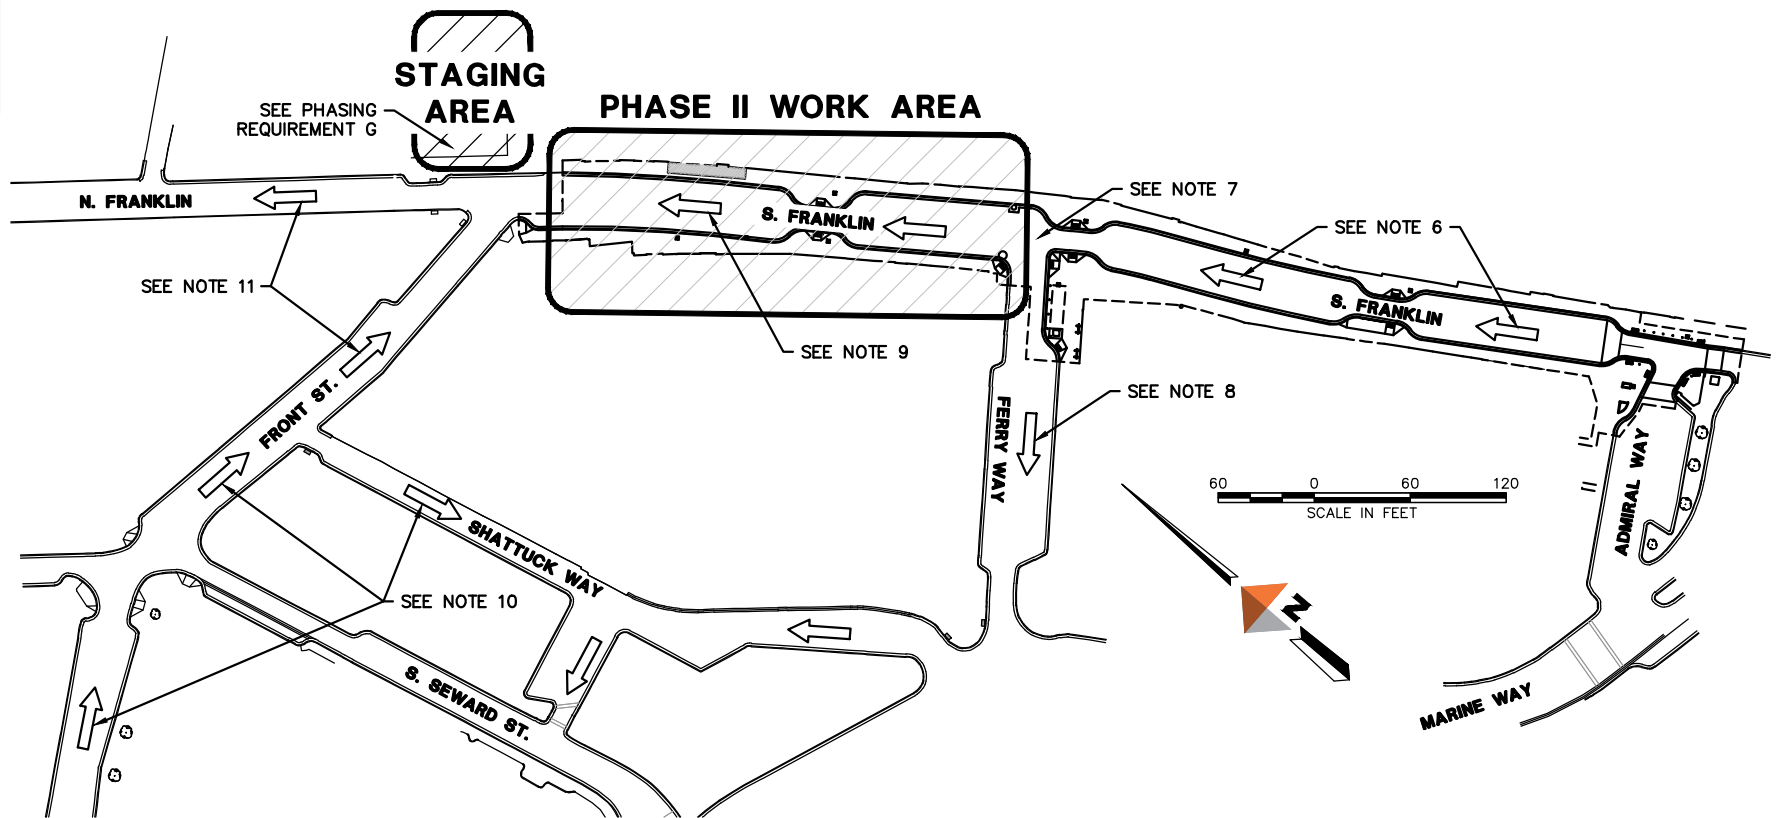 STAGING
AREA
SEE PHASING
REQUIREMENT G
PHASE II WORK AREA
N. FRANKLIN
S. FRANKLIN
SEE NOTE 7
SEE NOTE 6
SEE NOTE 11
S. FRANKLIN
SEE NOTE 9
SEE NOTE 8
FRONT ST.
FERRY WAY
60 0 60 120
SCALE IN FEET
ADMIRAL WAY
SHATTUCK WAY
SEE NOTE 10
N
S. SEWARD ST.
MARINE WAY